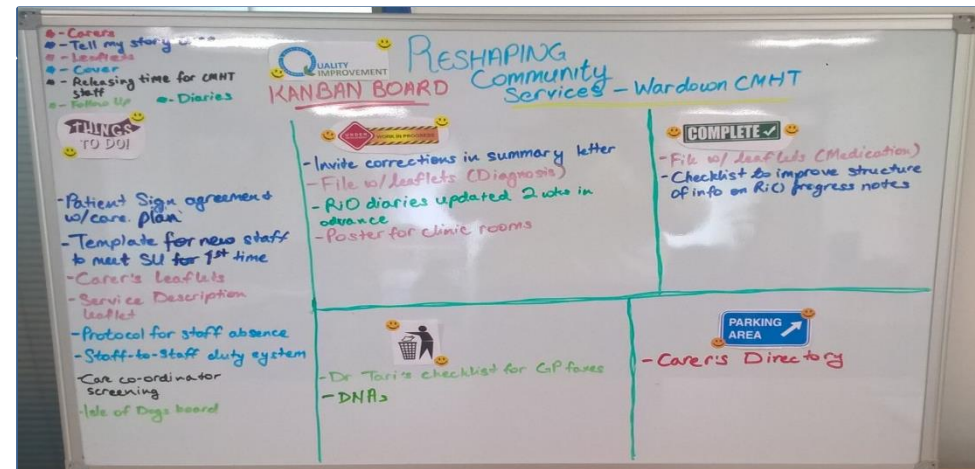 - Carers
- Tell my story
- Leaflets
- Cover
- Releasing time for CMHT
staff
- Follow Up - Diaries
QUALITY
IMPROVEMENT
KANBAN BOARD
RESHAPING
Community
Services - Wardown CMHT
THINGS
TO DO!
- Patient Sign agreement
w/care plan
- Template for new staff
to meet SU for 1st time
- Carer's Leaflets
- Service Description
leaflet
- Protocol for staff absence
- Staff-to-staff duty system
- Care co-ordinator
screening
- Isle of Dogs board
WORK IN PROGRESS
- Invite corrections in summary letter
- File w/ leaflets (Diagnosis)
- RiO diaries updated 2 wks in
advance
- Poster for clinic rooms
COMPLETE ✓
- File w/ leaflets (Medication)
- Checklist to improve structure
of info on RiO progress notes
- Dr Tari's checklist for GP faxes
- DNAs
PARKING
AREA
- Carer's Directory